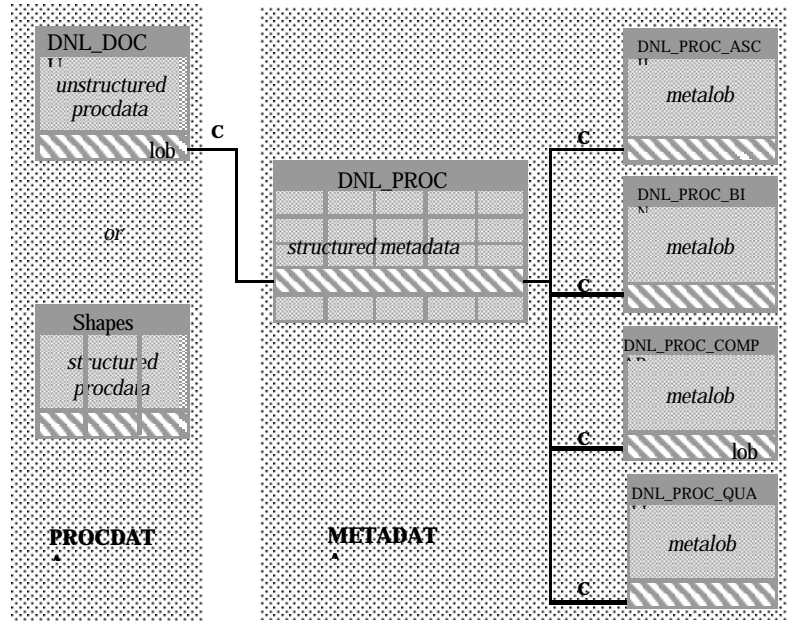 DNL_DOC
unstructured
procdata
lob
C
or
Shapes
structured
procdata
PROCDAT
A
DNL_PROC
structured metadata
METADAT
A
DNL_PROC_ASC
metalob
C
DNL_PROC_BI
metalob
C
DNL_PROC_COMP
metalob
C
lob
DNL_PROC_QUA
metalob
C